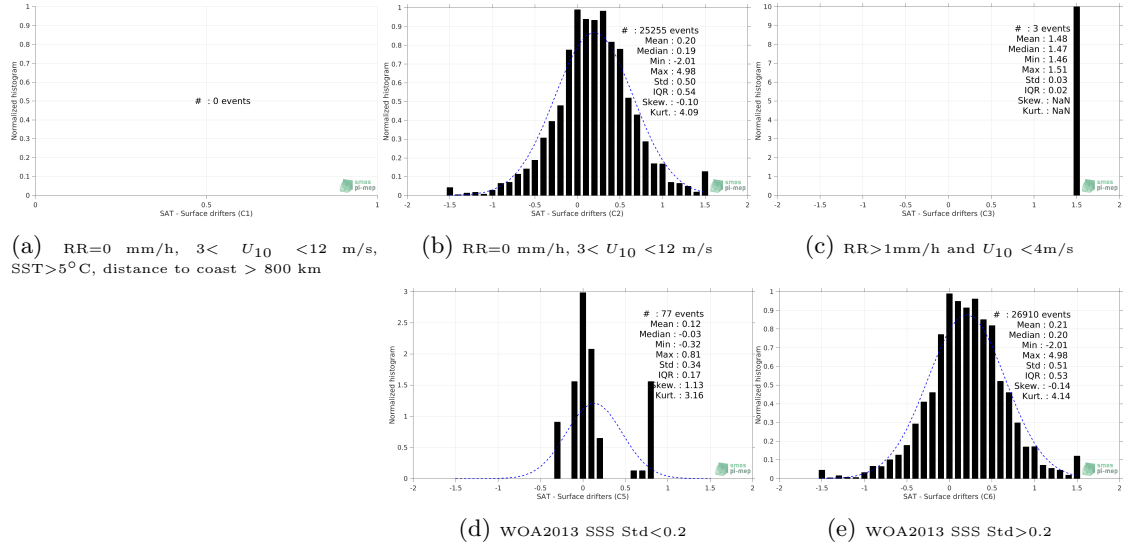 1
0.9
0.8
0.7
0.6
0.5
0.4
0.3
0.2
0.1
0
Normalized histogram
# : 0 events
smos
pi-mep
0 0.5 1
SAT - Surface drifters (C1)
(a) RR=0 mm/h, 3< U10 <12 m/s,
SST>5°C, distance to coast > 800 km
1
0.9
0.8
0.7
0.6
0.5
0.4
0.3
0.2
0.1
0
Normalized histogram
# : 25255 events
Mean : 0.20
Median : 0.19
Min : -2.01
Max : 4.98
Std : 0.50
IQR : 0.54
Skew. : -0.10
Kurt. : 4.09
smos
pi-mep
-2 -1.5 -1 -0.5 0 0.5 1 1.5 2
SAT - Surface drifters (C2)
(b) RR=0 mm/h, 3< U10 <12 m/s
10
9
8
7
6
5
4
3
2
1
0
Normalized histogram
# : 3 events
Mean : 1.48
Median : 1.47
Min : 1.46
Max : 1.51
Std : 0.03
IQR : 0.02
Skew. : NaN
Kurt. : NaN
smos
pi-mep
-2 -1.5 -1 -0.5 0 0.5 1 1.5 2
SAT - Surface drifters (C3)
(c) RR>1mm/h and U10 <4m/s
3
2.5
2
1.5
1
0.5
0
Normalized histogram
# : 77 events
Mean : 0.12
Median : -0.03
Min : -0.32
Max : 0.81
Std : 0.34
IQR : 0.17
Skew. : 1.13
Kurt. : 3.16
smos
pi-mep
-2 -1.5 -1 -0.5 0 0.5 1 1.5 2
SAT - Surface drifters (C5)
(d) WOA2013 SSS Std<0.2
1
0.9
0.8
0.7
0.6
0.5
0.4
0.3
0.2
0.1
0
Normalized histogram
# : 26910 events
Mean : 0.21
Median : 0.20
Min : -2.01
Max : 4.98
Std : 0.51
IQR : 0.53
Skew. : -0.14
Kurt. : 4.14
smos
pi-mep
-2 -1.5 -1 -0.5 0 0.5 1 1.5 2
SAT - Surface drifters (C6)
(e) WOA2013 SSS Std>0.2